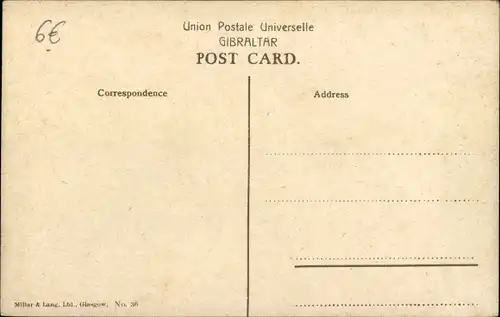 6€
Union Postale Universelle
GIBRALTAR
POST CARD.
Correspondence
Address
Millar & Lang, Ltd., Glasgow, No. 36